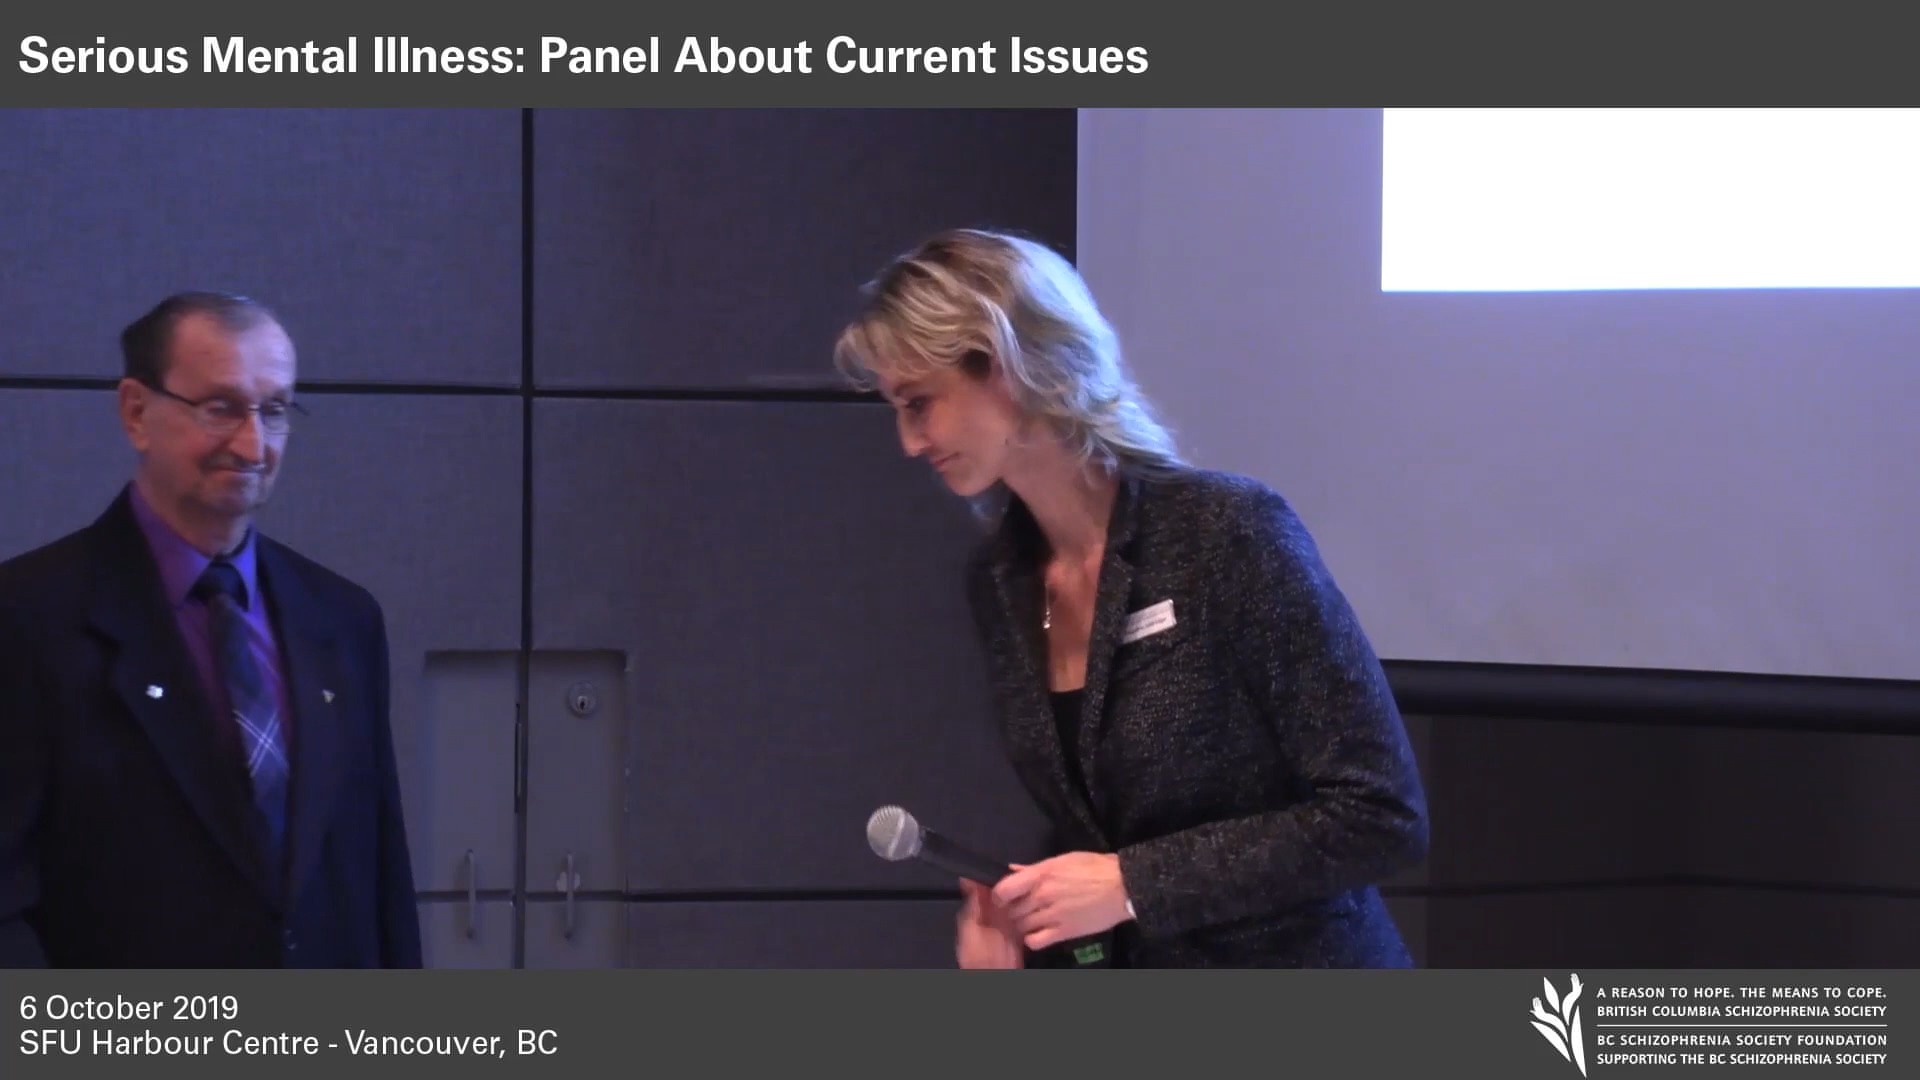 Serious Mental Illness: Panel About Current Issues
6 October 2019
SFU Harbour Centre - Vancouver, BC
A REASON TO HOPE. THE MEANS TO COPE.
BRITISH COLUMBIA SCHIZOPHRENIA SOCIETY
BC SCHIZOPHRENIA SOCIETY FOUNDATION
SUPPORTING THE BC SCHIZOPHRENIA SOCIETY